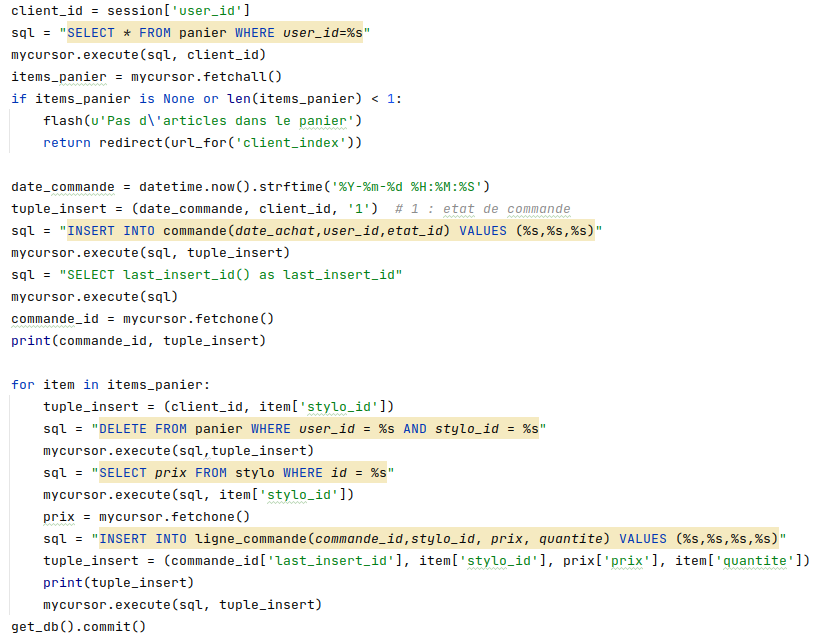 client_id = session['user_id']
sql = "SELECT * FROM panier WHERE user_id=%s"
mycursor.execute(sql, client_id)
items_panier = mycursor.fetchall()
if items_panier is None or len(items_panier) < 1:
    flash(u'Pas d\'articles dans le panier')
    return redirect(url_for('client_index'))

date_commande = datetime.now().strftime('%Y-%m-%d %H:%M:%S')
tuple_insert = (date_commande, client_id, '1')  # 1 : etat de commande
sql = "INSERT INTO commande(date_achat,user_id,etat_id) VALUES (%s,%s,%s)"
mycursor.execute(sql, tuple_insert)
sql = "SELECT last_insert_id() as last_insert_id"
mycursor.execute(sql)
commande_id = mycursor.fetchone()
print(commande_id, tuple_insert)

for item in items_panier:
    tuple_insert = (client_id, item['stylo_id'])
    sql = "DELETE FROM panier WHERE user_id = %s AND stylo_id = %s"
    mycursor.execute(sql,tuple_insert)
    sql = "SELECT prix FROM stylo WHERE id = %s"
    mycursor.execute(sql, item['stylo_id'])
    prix = mycursor.fetchone()
    sql = "INSERT INTO ligne_commande(commande_id,stylo_id, prix, quantite) VALUES (%s,%s,%s,%s)"
    tuple_insert = (commande_id['last_insert_id'], item['stylo_id'], prix['prix'], item['quantite'])
    print(tuple_insert)
    mycursor.execute(sql, tuple_insert)
get_db().commit()